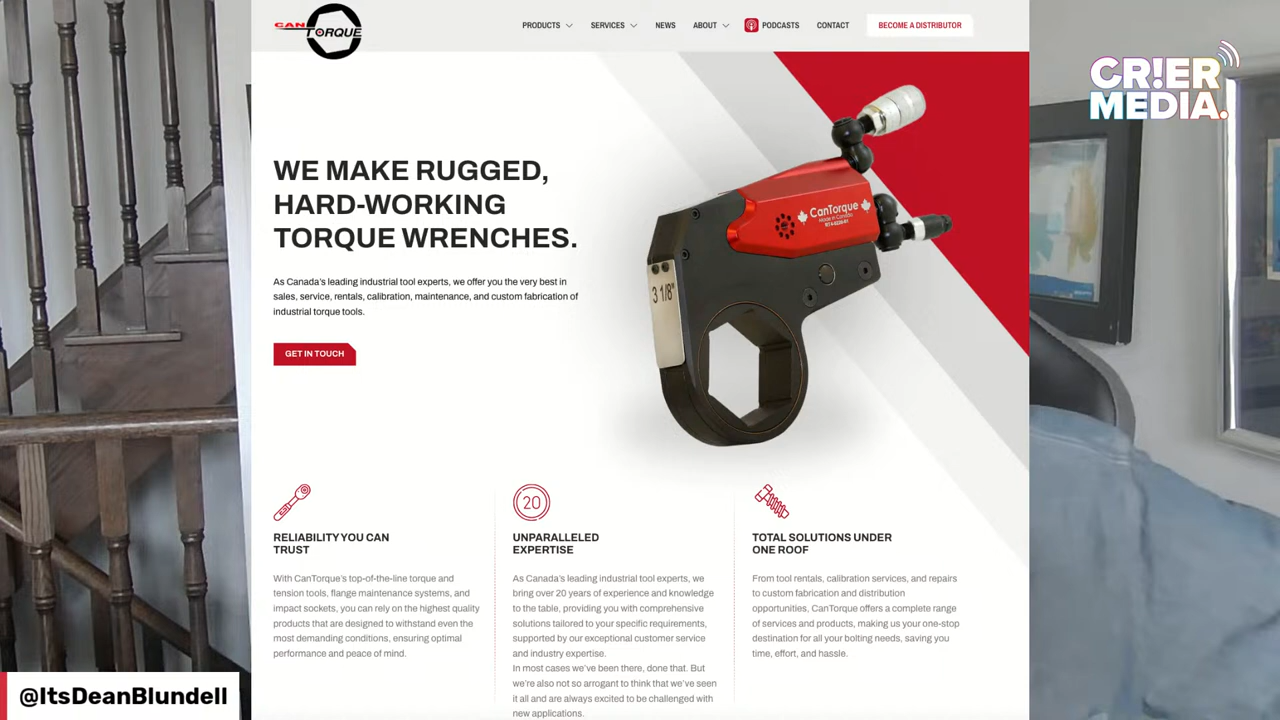 CAN
TORQUE
PRODUCTS
SERVICES
NEWS
ABOUT
PODCASTS
CONTACT
BECOME A DISTRIBUTOR
CR!ER
MEDIA.
WE MAKE RUGGED,
HARD-WORKING
TORQUE WRENCHES.
As Canada's leading industrial tool experts, we offer you the very best in
sales, service, rentals, calibration, maintenance, and custom fabrication of
industrial torque tools.
GET IN TOUCH
CanTorque
Made in Canada
3 1/8"
RELIABILITY YOU CAN
TRUST
With CanTorque's top-of-the-line torque and
tension tools, flange maintenance systems, and
impact sockets, you can rely on the highest quality
products that are designed to withstand even the
most demanding conditions, ensuring optimal
performance and peace of mind.
20
UNPARALLELED
EXPERTISE
As Canada's leading industrial tool experts, we
bring over 20 years of experience and knowledge
to the table, providing you with comprehensive
solutions tailored to your specific requirements,
supported by our exceptional customer service
and industry expertise.
In most cases we've been there, done that. But
we're also not so arrogant to think that we've seen
it all and are always excited to be challenged with
new applications.
TOTAL SOLUTIONS UNDER
ONE ROOF
From tool rentals, calibration services, and repairs
to custom fabrication and distribution
opportunities, CanTorque offers a complete range
of services and products, making us your one-stop
destination for all your bolting needs, saving you
time, effort, and hassle.
@ItsDeanBlundell